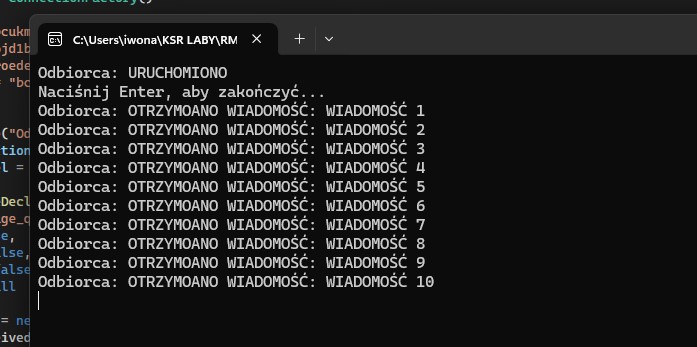 ConnectionFactory()
C:\Users\iwona\KSR LABY\RM
Odbiorca: URUCHOMIONO
Naciśnij Enter, aby zakończyć...
Odbiorca: OTRZYMOANO WIADOMOŚĆ: WIADOMOŚĆ 1
Odbiorca: OTRZYMOANO WIADOMOŚĆ: WIADOMOŚĆ 2
Odbiorca: OTRZYMOANO WIADOMOŚĆ: WIADOMOŚĆ 3
Odbiorca: OTRZYMOANO WIADOMOŚĆ: WIADOMOŚĆ 4
Odbiorca: OTRZYMOANO WIADOMOŚĆ: WIADOMOŚĆ 5
Odbiorca: OTRZYMOANO WIADOMOŚĆ: WIADOMOŚĆ 6
Odbiorca: OTRZYMOANO WIADOMOŚĆ: WIADOMOŚĆ 7
Odbiorca: OTRZYMOANO WIADOMOŚĆ: WIADOMOŚĆ 8
Odbiorca: OTRZYMOANO WIADOMOŚĆ: WIADOMOŚĆ 9
Odbiorca: OTRZYMOANO WIADOMOŚĆ: WIADOMOŚĆ 10